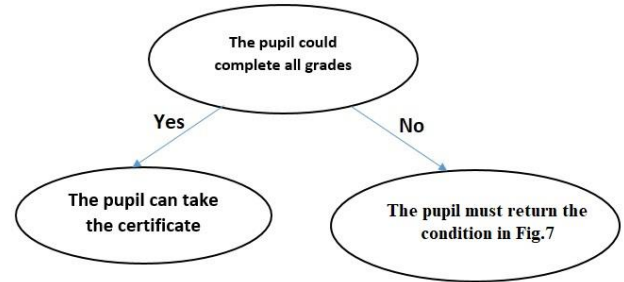 The pupil could
complete all grades
Yes
No
The pupil can take
the certificate
The pupil must return the
condition in Fig.7